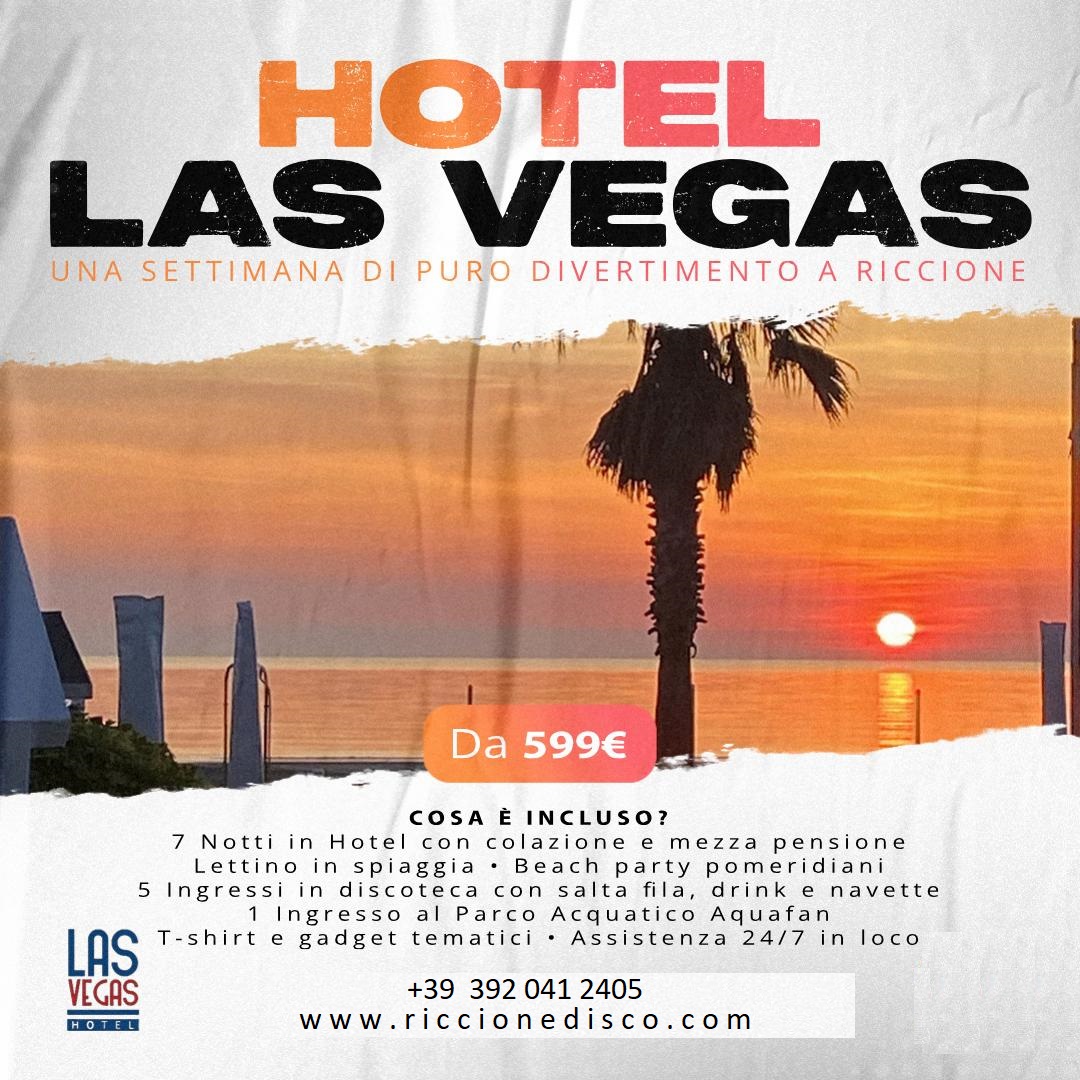 HOTEL
LAS VEGAS
UNA SETTIMANA DI PURO DIVERTIMENTO A RICCIONE
Da 599€
COSA È INCLUSO?
7 Notti in Hotel con colazione e mezza pensione
Lettino in spiaggia • Beach party pomeridiani
5 Ingressi in discoteca con salta fila, drink e navette
1 Ingresso al Parco Acquatico Aquafan
T-shirt e gadget tematici • Assistenza 24/7 in loco
LAS
VEGAS
HOTEL
+39 392 041 2405
www.riccionedisco.com